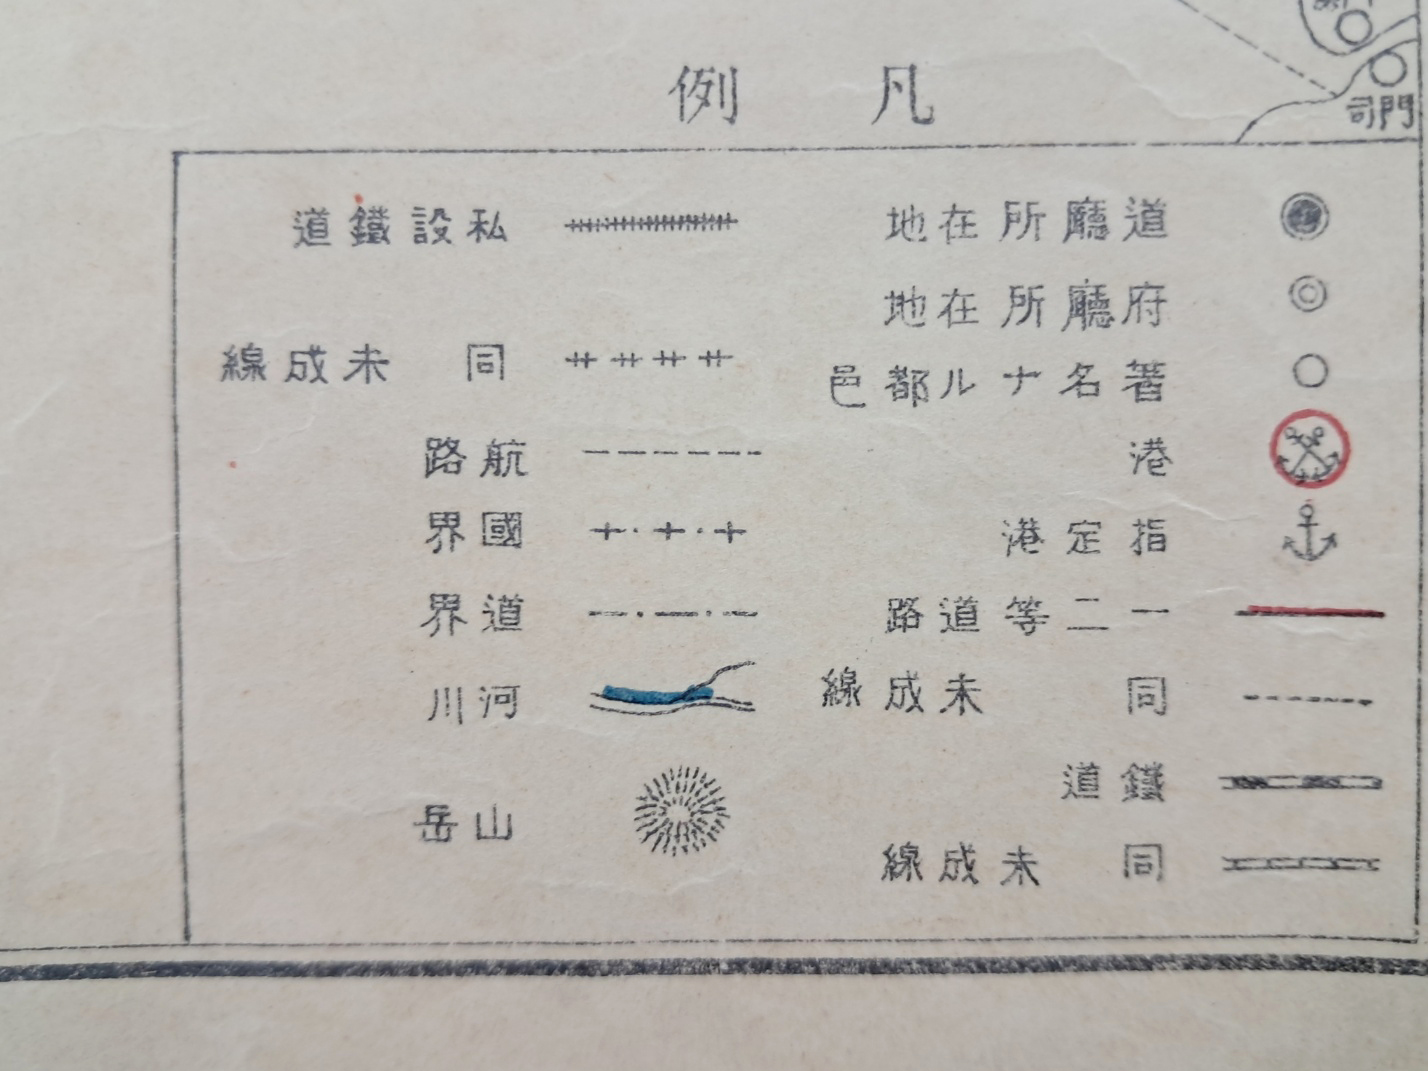 門司
凡例
道廳所在地
府廳所在地
著名ナル都邑
港
指定港
一二等道路
同 未成線
鐵道
同 未成線
私設鐵道
同 未成線
航路
國界
道界
河川
山岳